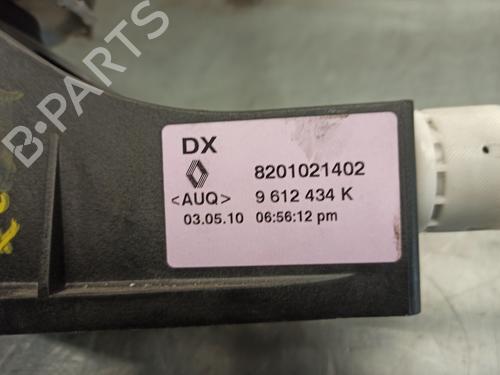 B-PARTS
DX
8201021402
<AUQ> 9 612 434 K
03.05.10 06:56:12 pm